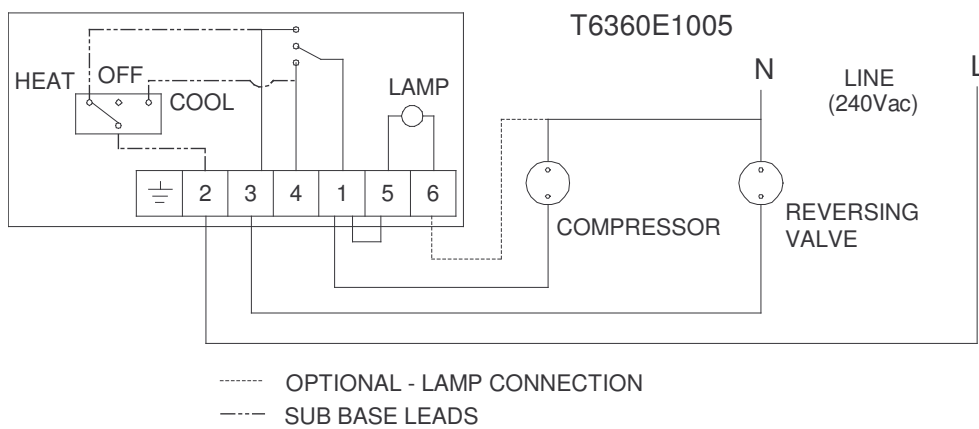 T6360E1005
HEAT
OFF
COOL
LAMP
N
LINE
(240Vac)
L
2 3 4 1 5 6
COMPRESSOR
REVERSING
VALVE
OPTIONAL - LAMP CONNECTION
SUB BASE LEADS